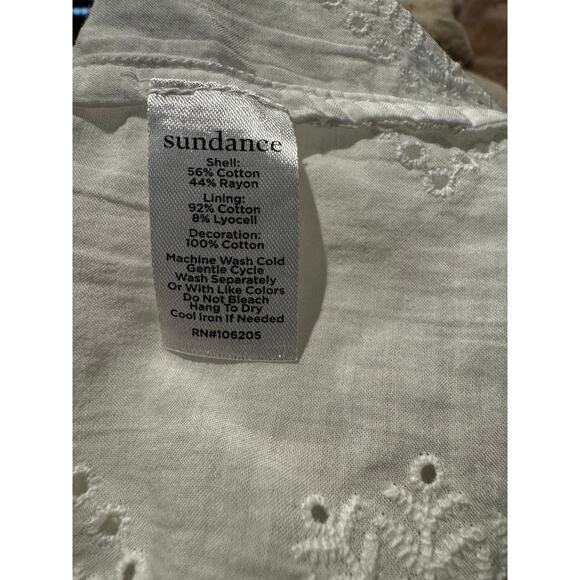 sundance
Shell:
56% Cotton
44% Rayon
Lining:
92% Cotton
8% Lyocell
Decoration:
100% Cotton
Machine Wash Cold
Gentle Cycle
Wash Separately
Or With Like Colors
Do Not Bleach
Hang To Dry
Cool Iron If Needed
RN#106205